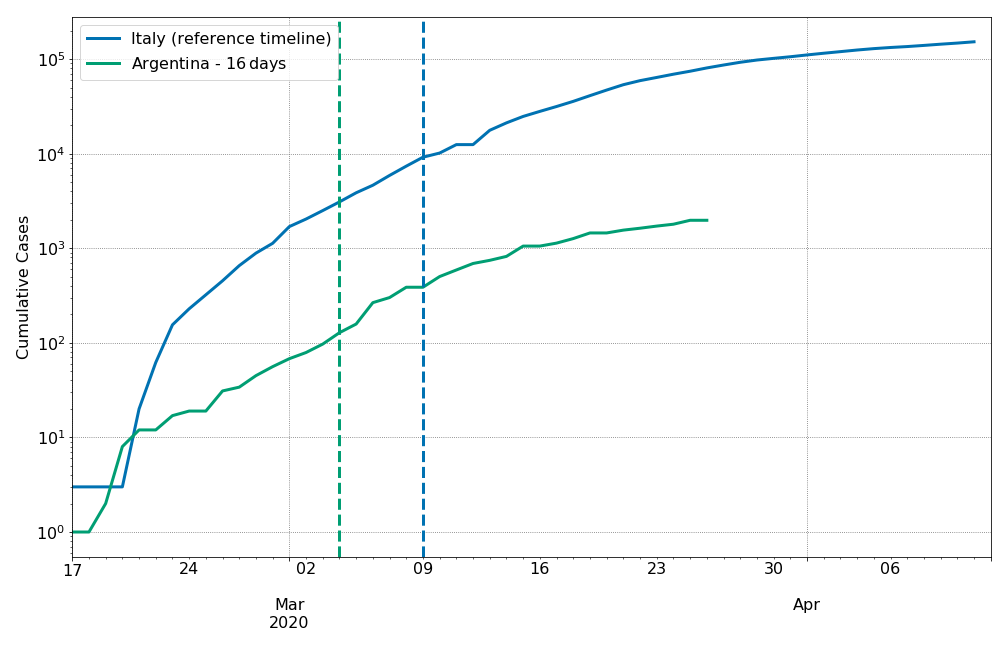 Italy (reference timeline)
Argentina - 16 days
Cumulative Cases
10^5
10^4
10^3
10^2
10^1
10^0
17 24 02 09 16 23 30 06
Mar Apr
2020